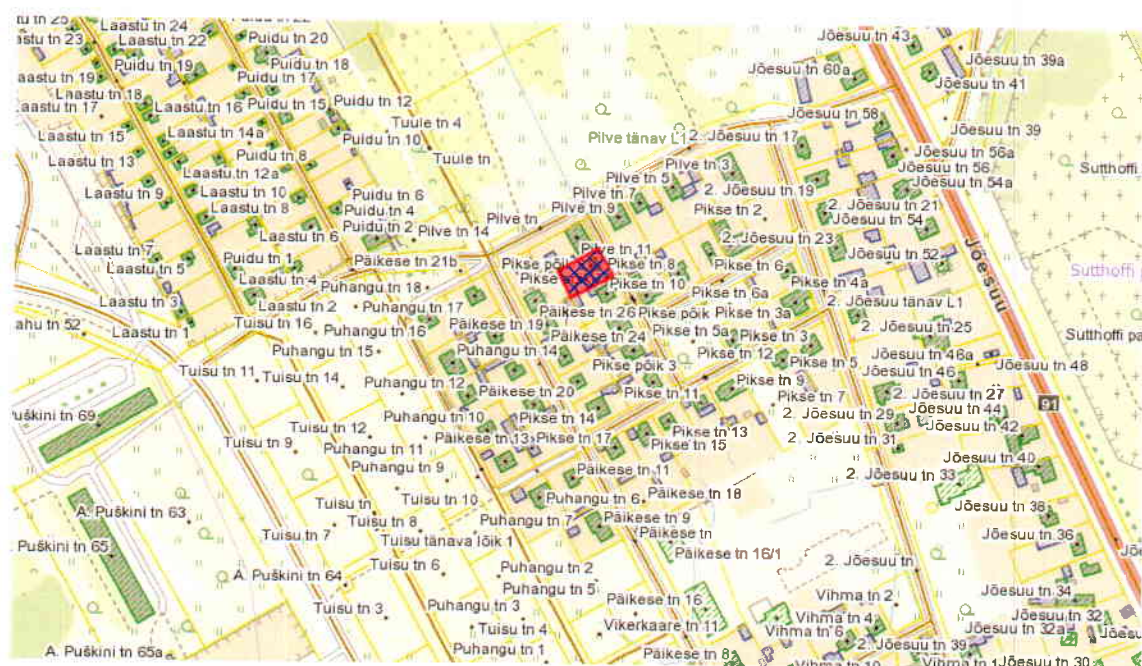 Laastu tn 24
Puidu tn 20
Jõesuu tn 43
Laastu tn 22
Puidu tn 19
Puidu tn 18
Jõesuu tn 39a
Jõesuu tn 60a
Puidu tn 17
Jõesuu tn 41
Laastu tn 18
Laastu tn 16
Puidu tn 15
Puidu tn 12
Jõesuu tn 58
Tuule tn 4
Laastu tn 15
Laastu tn 14a
Puidu tn 10
Pilve tänav L1
2. Jõesuu tn 17
Jõesuu tn 39
Laastu tn 13
Puidu tn 8
Tuule tn
Pilve tn 3
Jõesuu tn 56a
Laastu tn 12a
Pilve tn 5
Jõesuu tn 56
Sutthoffi
Laastu tn 9
Laastu tn 10
Puidu tn 6
Pilve tn 7
2. Jõesuu tn 19
Jõesuu tn 54a
Laastu tn 8
Puidu tn 4
Pilve tn 9
Pikse tn 2
2. Jõesuu tn 21
Pilve tn
Jõesuu tn 54
Laastu tn 6
Puidu tn 2
Pilve tn 14
2. Jõesuu tn 23
Laastu tn 7
Pilve tn 11
Jõesuu tn 52
Jõesuu
Laastu tn 5
Puidu tn 1
Päikese tn 21b
Pikse tn 8
Pikse tn 6
Sutthoffi
Laastu tn 4
Puhangu tn 18
Pikse tn 10
4a
Laastu tn 3
Laastu tn 2
Puhangu tn 17
Pikse tn 6a
2. Jõesuu tänav L1
Laastu tn 1
Tuisu tn 16
Puhangu tn 16
Päikese tn 19
Päikese tn 26
Pikse põik
Pikse tn 3a
2. Jõesuu tn 25
Päikese tn 24
Pikse tn 5a
Pikse tn 3
Puhangu tn 15
Puhangu tn 14
Pikse tn 12
Pikse tn 5
Jõesuu tn 46a
Tuisu tn 11
Tuisu tn 14
Puhangu tn 12
Päikese tn 20
Pikse põik 3
Pikse tn 9
Jõesuu tn 46
Jõesuu tn 48
Pikse tn 11
Pikse tn 7
2. Jõesuu tn 27
91
Puškini tn 69
Tuisu tn 12
Puhangu tn 10
Pikse tn 14
2. Jõesuu tn 29
Jõesuu tn 44
Tuisu tn 9
Puhangu tn 11
Päikese tn 13
Pikse tn 17
Pikse tn 13
Pikse tn 15
2. Jõesuu tn 31
Jõesuu tn 42
Puhangu tn 9
Päikese tn 11
2. Jõesuu tn 33
Jõesuu tn 40
A. Puškini tn 63
Tuisu tn
Tuisu tn 10
Puhangu tn 6
Päikese tn 18
Jõesuu tn 38
Tuisu tn 7
Tuisu tn 8
Puhangu tn 7
Päikese tn 9
Jõesuu tn 36
Tuisu tänava lõik 1
Päikese tn
Puškini tn 65
Tuisu tn 6
Päikese tn 16/1
2. Jõesuu tn
A. Puškini tn 64
Puhangu tn 2
Puhangu tn 5
Vihma tn 2
Jõesuu tn 34
Tuisu tn 3
Puhangu tn 3
Päikese tn 16
Vihma tn 4
Jõesuu tn 32
Tuisu tn 4
Vikerkaare tn 11
Vihma tn 6
Jõesuu tn 32a
A. Puškini tn 65a
Puhangu tn 1
Päikese tn 8
2. Jõesuu tn 39
Vihma tn 10
Jõesuu tn 30